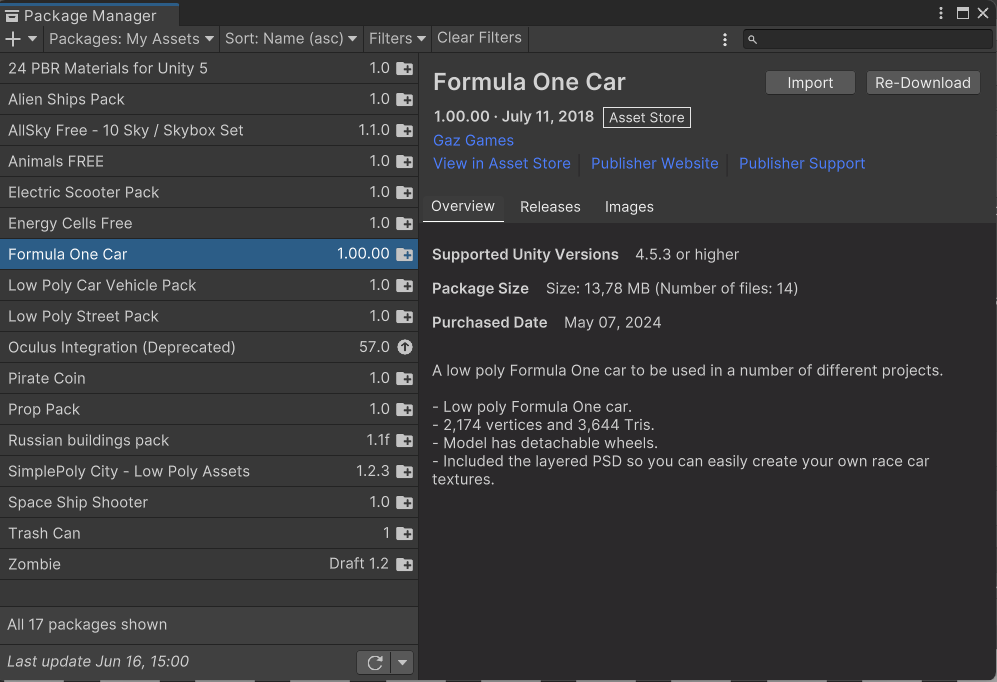 Package Manager
Packages: My Assets Sort: Name (asc) Filters Clear Filters
24 PBR Materials for Unity 5 1.0
Alien Ships Pack 1.0
AllSky Free - 10 Sky / Skybox Set 1.1.0
Animals FREE 1.0
Electric Scooter Pack 1.0
Energy Cells Free 1.0
Formula One Car 1.00.00
Low Poly Car Vehicle Pack 1.0
Low Poly Street Pack 1.0
Oculus Integration (Deprecated) 57.0
Pirate Coin 1.0
Prop Pack 1.0
Russian buildings pack 1.1f
SimplePoly City - Low Poly Assets 1.2.3
Space Ship Shooter 1.0
Trash Can 1
Zombie Draft 1.2
All 17 packages shown
Last update Jun 16, 15:00
Formula One Car Import Re-Download
1.00.00 · July 11, 2018 Asset Store
Gaz Games
View in Asset Store Publisher Website Publisher Support
Overview Releases Images
Supported Unity Versions 4.5.3 or higher
Package Size Size: 13,78 MB (Number of files: 14)
Purchased Date May 07, 2024
A low poly Formula One car to be used in a number of different projects.
- Low poly Formula One car.
- 2,174 vertices and 3,644 Tris.
- Model has detachable wheels.
- Included the layered PSD so you can easily create your own race car
textures.